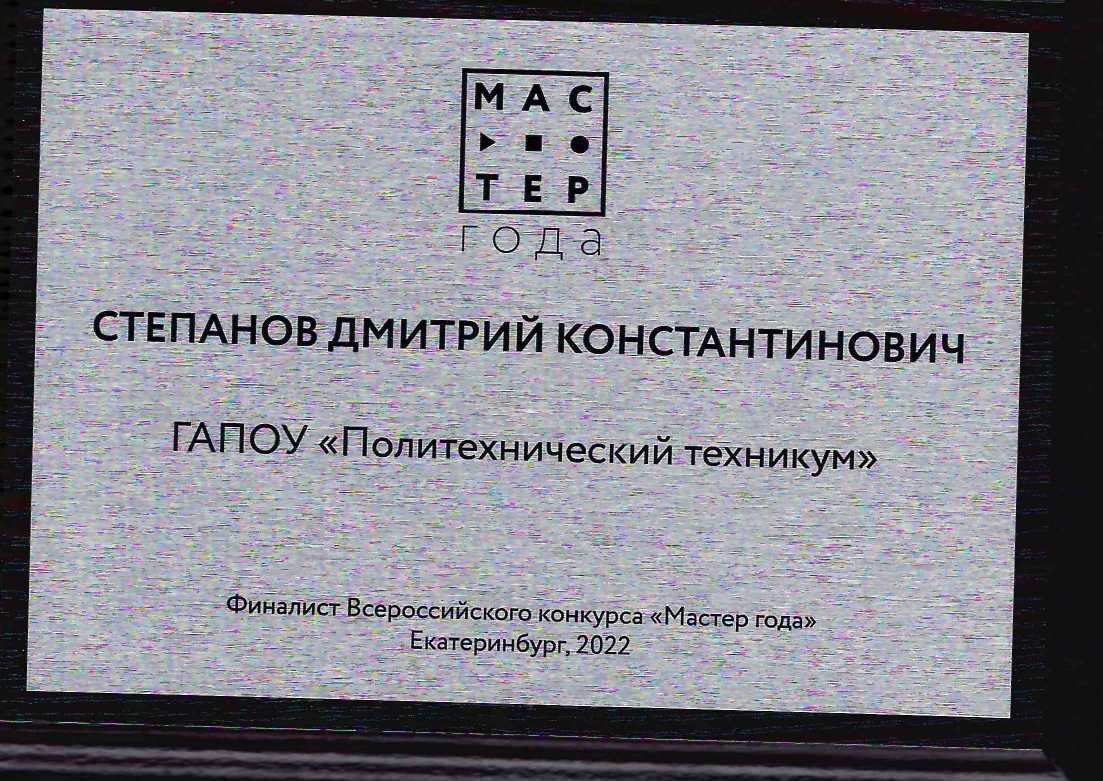 МАС
ТЕР
года
СТЕПАНОВ ДМИТРИЙ КОНСТАНТИНОВИЧ
ГАПОУ «Политехнический техникум»
Финалист Всероссийского конкурса «Мастер года»
Екатеринбург, 2022